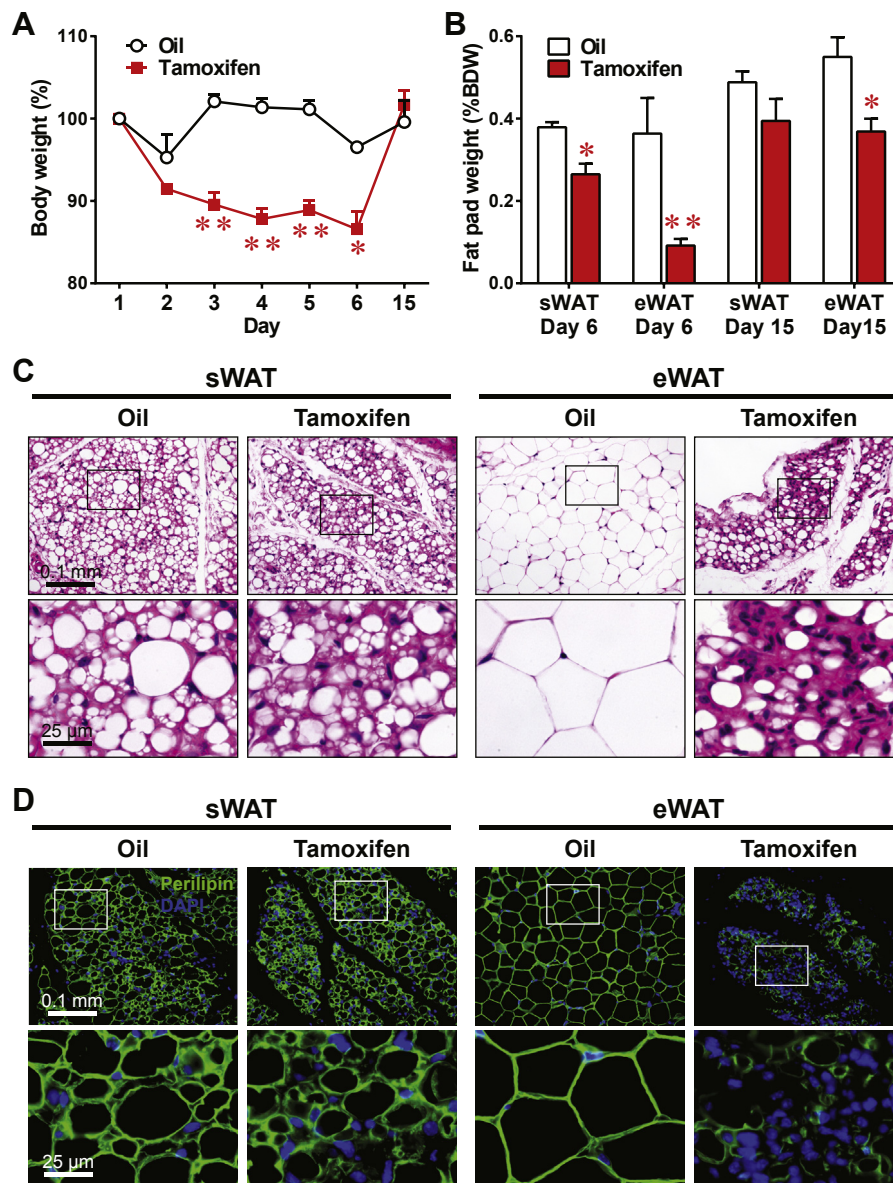 A
110
100
90
80
Body weight (%)
Oil
Tamoxifen
**
**
**
*
1 2 3 4 5 6 15
Day
B
0.6
0.4
0.2
0.0
Fat pad weight (%BDW)
Oil
Tamoxifen
*
**
*
sWAT eWAT sWAT eWAT
Day 6 Day 6 Day 15 Day15
C
sWAT eWAT
Oil Tamoxifen Oil Tamoxifen
0.1 mm
25 µm
D
sWAT eWAT
Oil Tamoxifen Oil Tamoxifen
Perilipin
DAPI
0.1 mm
25 µm